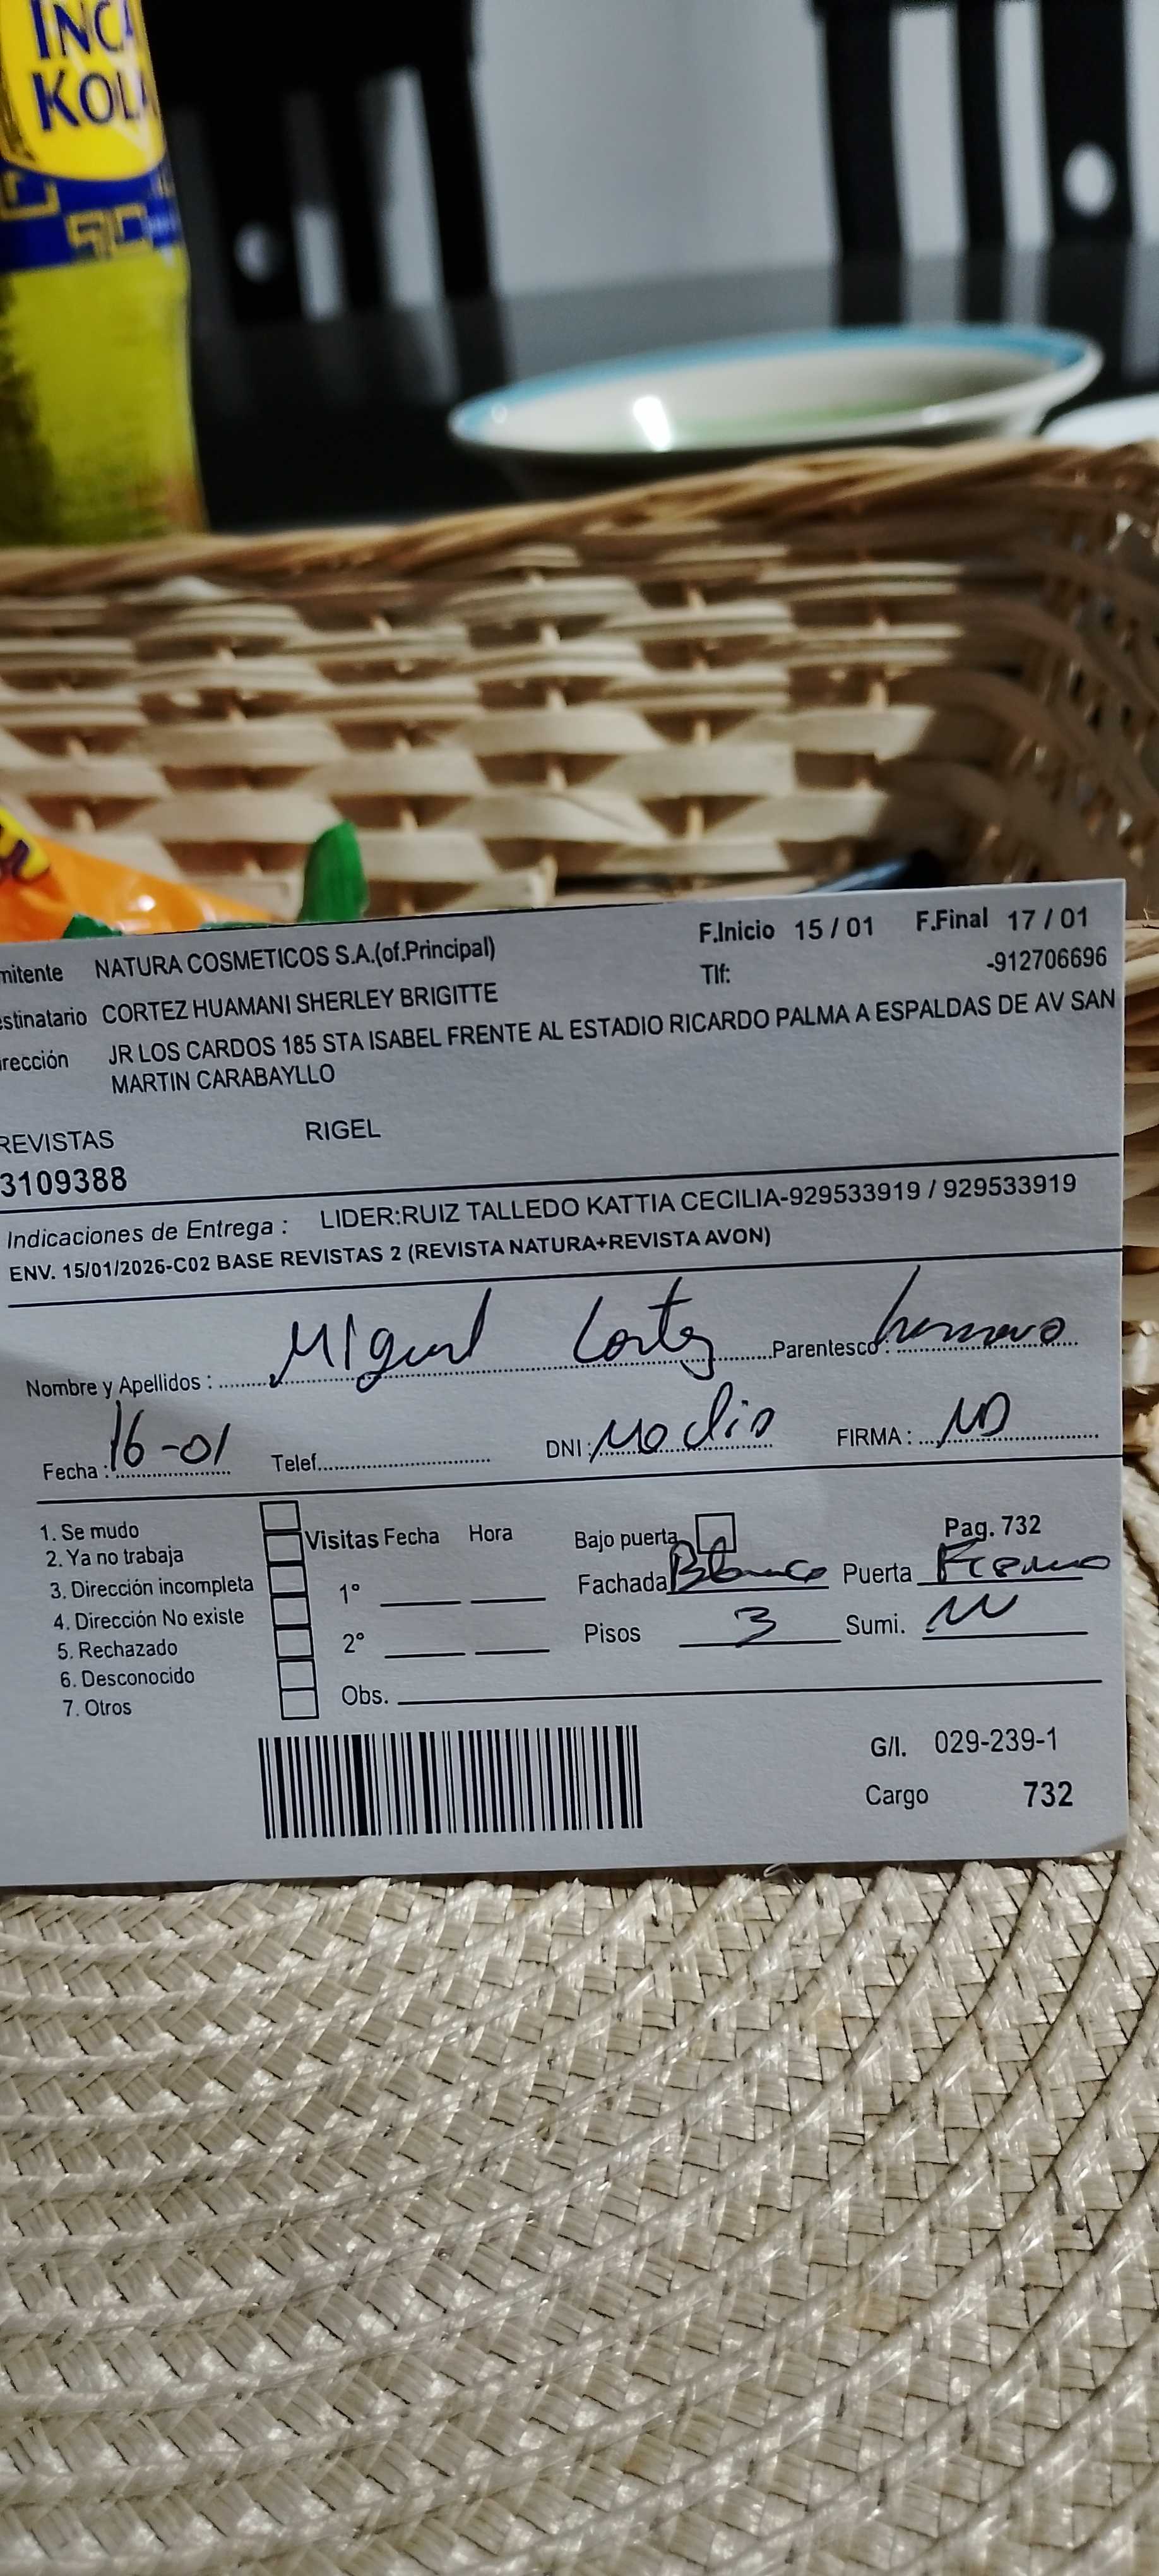 INCA
KOLA
mitente NATURA COSMETICOS S.A.(of.Principal) F.Inicio 15 / 01 F.Final 17 / 01
Tlf: -912706696
estinatario CORTEZ HUAMANI SHERLEY BRIGITTE
rección JR LOS CARDOS 185 STA ISABEL FRENTE AL ESTADIO RICARDO PALMA A ESPALDAS DE AV SAN
MARTIN CARABAYLLO
REVISTAS RIGEL
3109388
Indicaciones de Entrega : LIDER:RUIZ TALLEDO KATTIA CECILIA-929533919 / 929533919
ENV. 15/01/2026-C02 BASE REVISTAS 2 (REVISTA NATURA+REVISTA AVON)
Nombre y Apellidos : Miguel Cortez Parentesco : hermano
Fecha : 16-01 Telef. DNI : No dio FIRMA : ND
1. Se mudo
2. Ya no trabaja
3. Dirección incompleta
4. Dirección No existe
5. Rechazado
6. Desconocido
7. Otros
Visitas Fecha Hora
1°
2°
Obs.
Bajo puerta Pag. 732
Fachada Blanco Puerta Fierro
Pisos 3 Sumi.
G/I. 029-239-1
Cargo 732